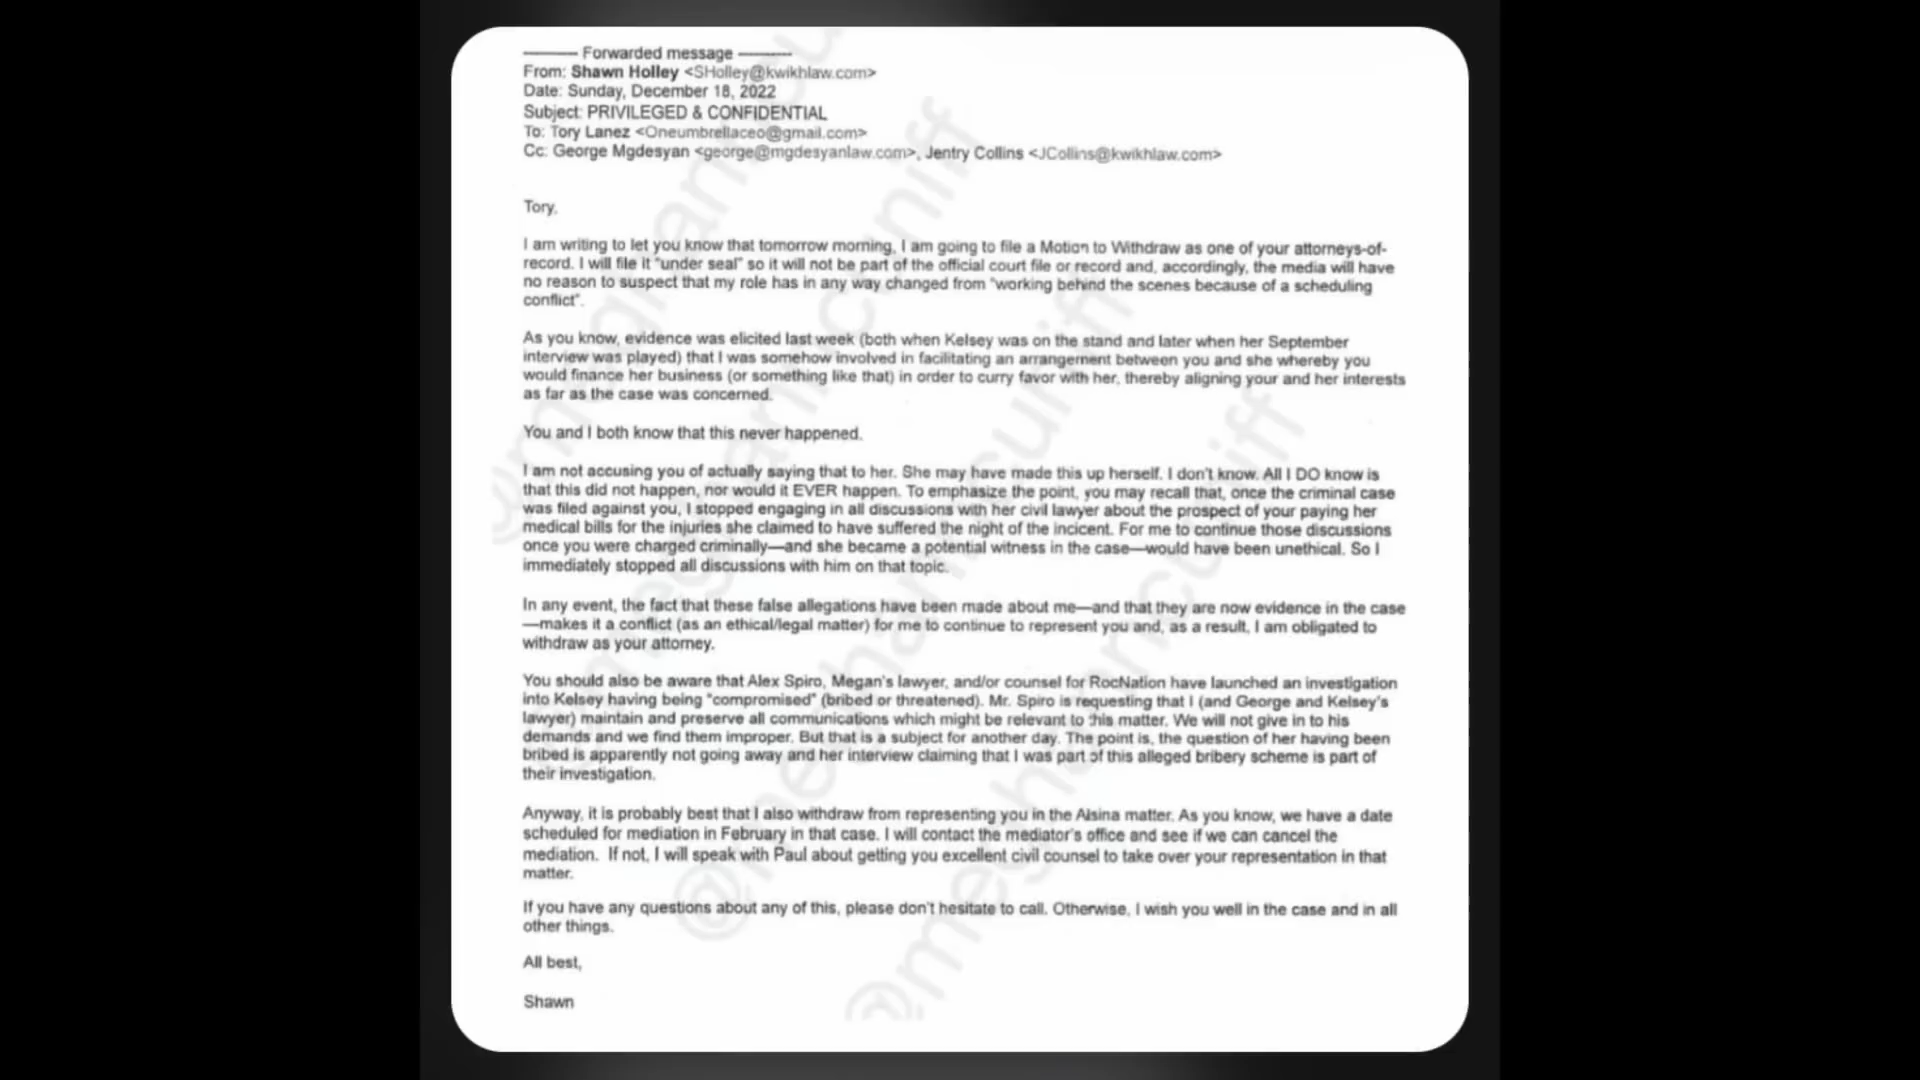 ---------- Forwarded message ----------
From: Shawn Holley <SHolley@kwikhlaw.com>
Date: Sunday, December 18, 2022
Subject: PRIVILEGED & CONFIDENTIAL
To: Tory Lanez <Oneumbrellaceo@gmail.com>
Cc: George Mgdesyan <george@mgdesyanlaw.com>, Jentry Collins <JCollins@kwikhlaw.com>
Tory,
I am writing to let you know that tomorrow morning, I am going to file a Motion to Withdraw as one of your attorneys-of-
record. I will file it "under seal" so it will not be part of the official court file or record and, accordingly, the media will have
no reason to suspect that my role has in any way changed from "working behind the scenes because of a scheduling
conflict".
As you know, evidence was elicited last week (both when Kelsey was on the stand and later when her September
interview was played) that I was somehow involved in facilitating an arrangement between you and she whereby you
would finance her business (or something like that) in order to curry favor with her, thereby aligning your and her interests
as far as the case was concerned.
You and I both know that this never happened.
I am not accusing you of actually saying that to her. She may have made this up herself. I don't know. All I DO know is
that this did not happen, nor would it EVER happen. To emphasize the point, you may recall that, once the criminal case
was filed against you, I stopped engaging in all discussions with her civil lawyer about the prospect of your paying her
medical bills for the injuries she claimed to have suffered the night of the incicent. For me to continue those discussions
once you were charged criminally—and she became a potential witness in the case—would have been unethical. So I
immediately stopped all discussions with him on that topic.
In any event, the fact that these false allegations have been made about me—and that they are now evidence in the case
—makes it a conflict (as an ethical/legal matter) for me to continue to represent you and, as a result, I am obligated to
withdraw as your attorney.
You should also be aware that Alex Spiro, Megan's lawyer, and/or counsel for RocNation have launched an investigation
into Kelsey having being "compromised" (bribed or threatened). Mr. Spiro is requesting that I (and George and Kelsey's
lawyer) maintain and preserve all communications which might be relevant to this matter. We will not give in to his
demands and we find them improper. But that is a subject for another day. The point is, the question of her having been
bribed is apparently not going away and her interview claiming that I was part of this alleged bribery scheme is part of
their investigation.
Anyway, it is probably best that I also withdraw from representing you in the Alsina matter. As you know, we have a date
scheduled for mediation in February in that case. I will contact the mediator's office and see if we can cancel the
mediation. If not, I will speak with Paul about getting you excellent civil counsel to take over your representation in that
matter.
If you have any questions about any of this, please don't hesitate to call. Otherwise, I wish you well in the case and in all
other things.
All best,
Shawn
@meghanncuniff
@meghanncuniff
@meghanncuniff